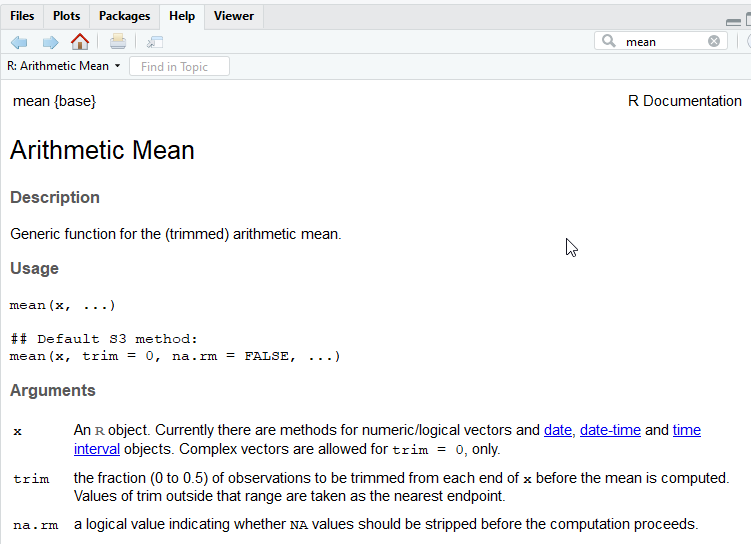 Files Plots Packages Help Viewer
mean
R: Arithmetic Mean Find in Topic
mean {base} R Documentation
Arithmetic Mean
Description
Generic function for the (trimmed) arithmetic mean.
Usage
mean(x, ...)
## Default S3 method:
mean(x, trim = 0, na.rm = FALSE, ...)
Arguments
x An R object. Currently there are methods for numeric/logical vectors and date, date-time and time
interval objects. Complex vectors are allowed for trim = 0, only.
trim the fraction (0 to 0.5) of observations to be trimmed from each end of x before the mean is computed.
Values of trim outside that range are taken as the nearest endpoint.
na.rm a logical value indicating whether NA values should be stripped before the computation proceeds.